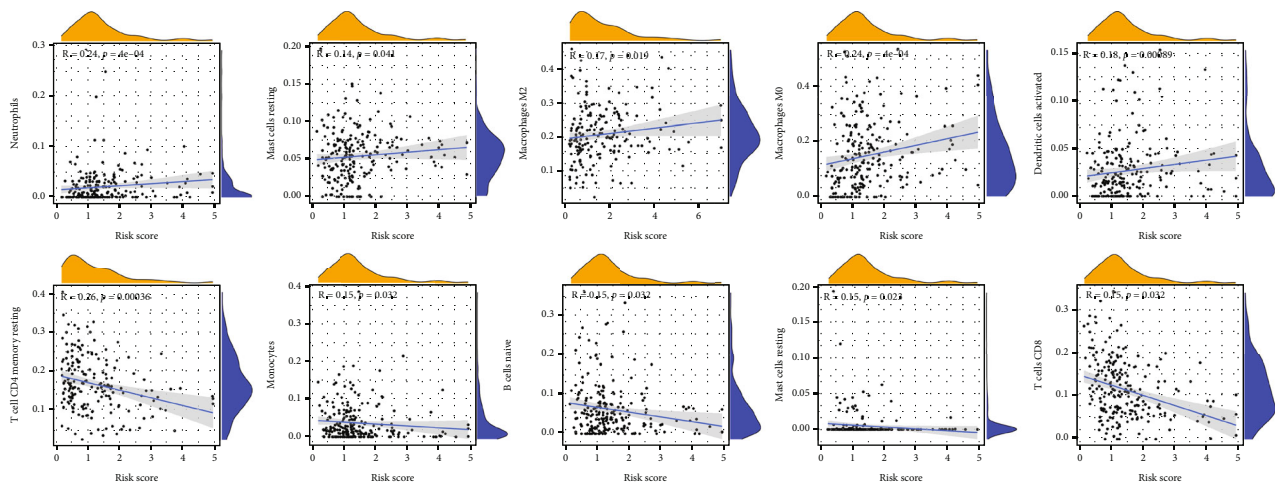 R = 0.24, p = 4e−04
Neutrophils
0.3
0.2
0.1
0.0
0 1 2 3 4 5
Risk score
R = 0.14, p = 0.041
Mast cells resting
0.20
0.15
0.10
0.05
0.00
0 1 2 3 4 5
Risk score
R = 0.17, p = 0.019
Macrophages M2
0.4
0.3
0.2
0.1
0 2 4 6
Risk score
R = 0.24, p = 4e−04
Macrophages M0
0.4
0.2
0.0
0 1 2 3 4 5
Risk score
R = 0.18, p = 0.00089
Dendritic cells activated
0.15
0.10
0.05
0.00
0 1 2 3 4 5
Risk score
R = 0.26, p = 0.00036
T cell CD4 memory resting
0.4
0.3
0.2
0.1
0 1 2 3 4 5
Risk score
R = 0.15, p = 0.032
Monocytes
0.4
0.3
0.2
0.1
0.0
0 1 2 3 4 5
Risk score
R = 0.15, p = 0.032
B cells naive
0.3
0.2
0.1
0.0
0 1 2 3 4 5
Risk score
R = 0.15, p = 0.023
Mast cells resting
0.20
0.15
0.10
0.05
0.00
0 1 2 3 4 5
Risk score
R = 0.15, p = 0.032
T cells CD8
0.3
0.2
0.1
0.0
0 1 2 3 4 5
Risk score